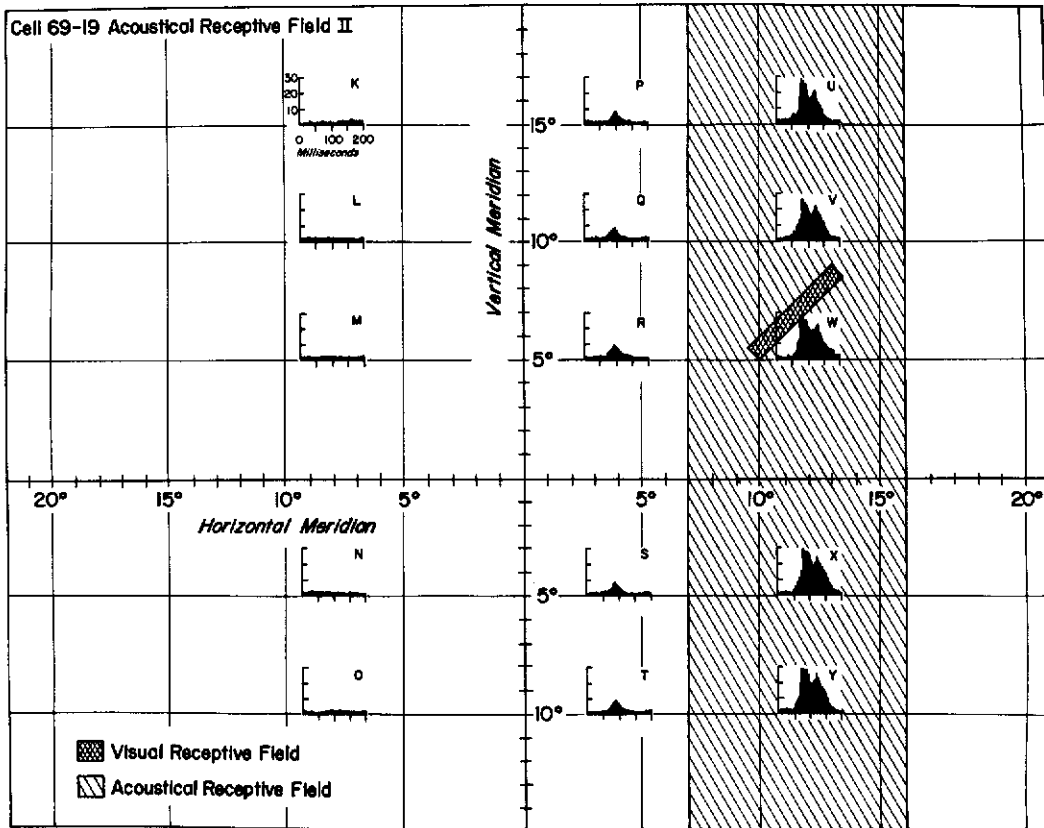 Cell 69-19 Acoustical Receptive Field II
K
P
U
30
20
10
0 100 200
Milliseconds
15°
L
Q
V
Vertical Meridian
10°
M
R
W
5°
20° 15° 10° 5° 5° 10° 15° 20°
Horizontal Meridian
N
S
X
5°
O
T
Y
10°
Visual Receptive Field
Acoustical Receptive Field